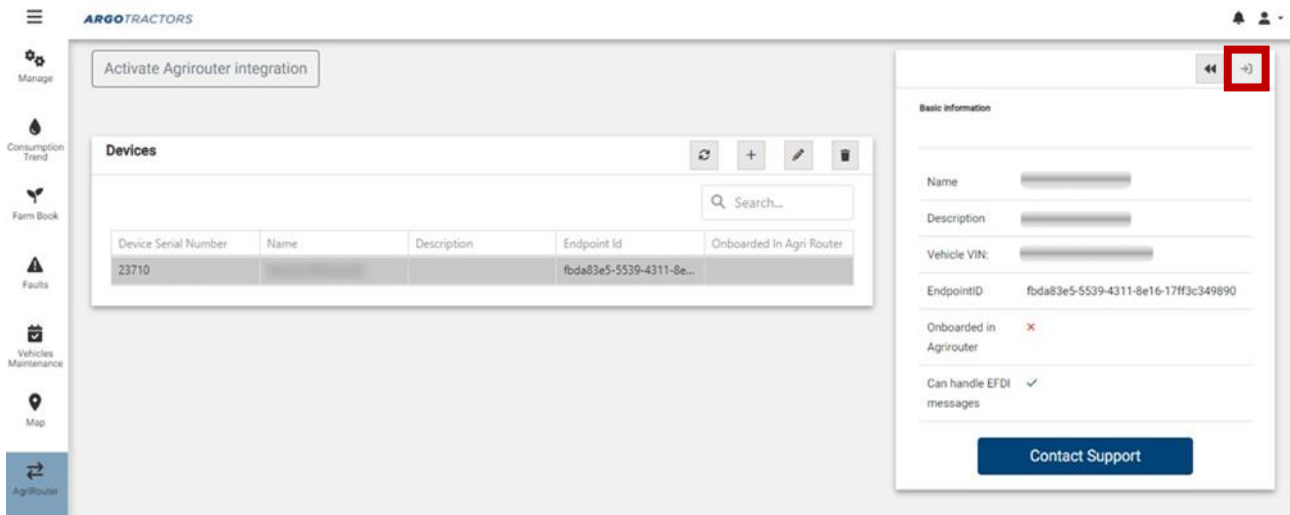 ARGOTRACTORS
Manage
Consumption
Trend
Farm Book
Faults
Vehicles
Maintenance
Map
AgriRouter
Activate Agrirouter integration
Devices
Search...
Device Serial Number Name Description Endpoint Id Onboarded In Agri Router
23710 fbda83e5-5539-4311-8e...
Basic information
Name
Description
Vehicle VIN:
EndpointID fbda83e5-5539-4311-8e16-17ff3c349890
Onboarded in
Agrirouter
Can handle EFDI
messages
Contact Support